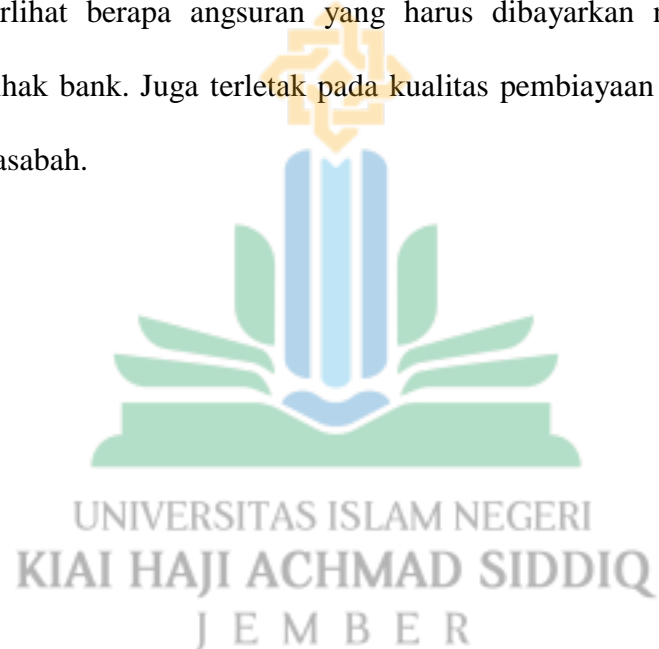 erlihat berapa angsuran yang harus dibayarkan
hak bank. Juga terletak pada kualitas pembiayaan
asabah.
UNIVERSITAS ISLAM NEGERI
KIAI HAJI ACHMAD SIDDIQ
JEMBER